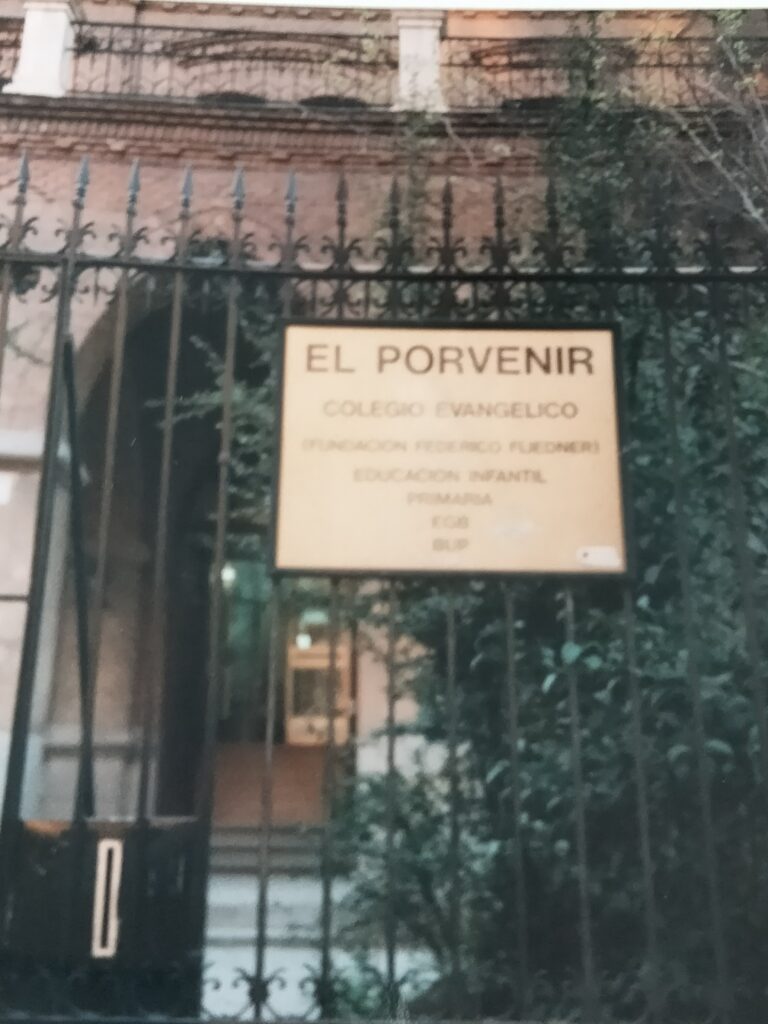 EL PORVENIR
COLEGIO EVANGELICO
(FUNDACION FEDERICO FLIEDNER)
EDUCACION INFANTIL
PRIMARIA
EGB
BUP